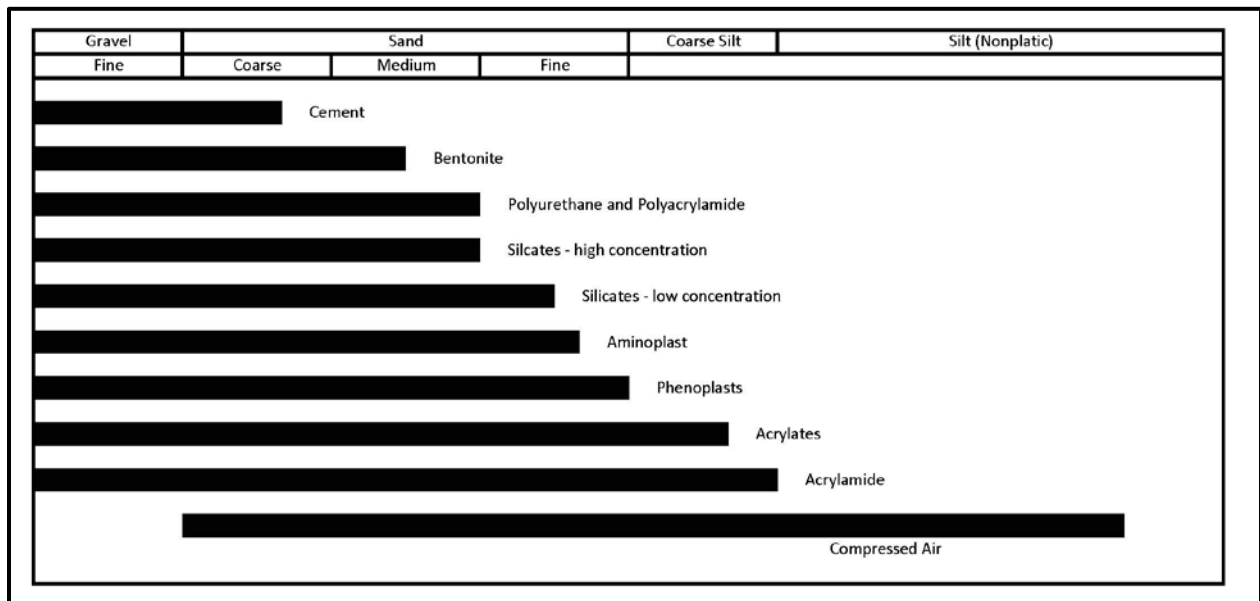 Gravel Sand Coarse Silt Silt (Nonplatic)
Fine Coarse Medium Fine
Cement
Bentonite
Polyurethane and Polyacrylamide
Silcates - high concentration
Silicates - low concentration
Aminoplast
Phenoplasts
Acrylates
Acrylamide
Compressed Air